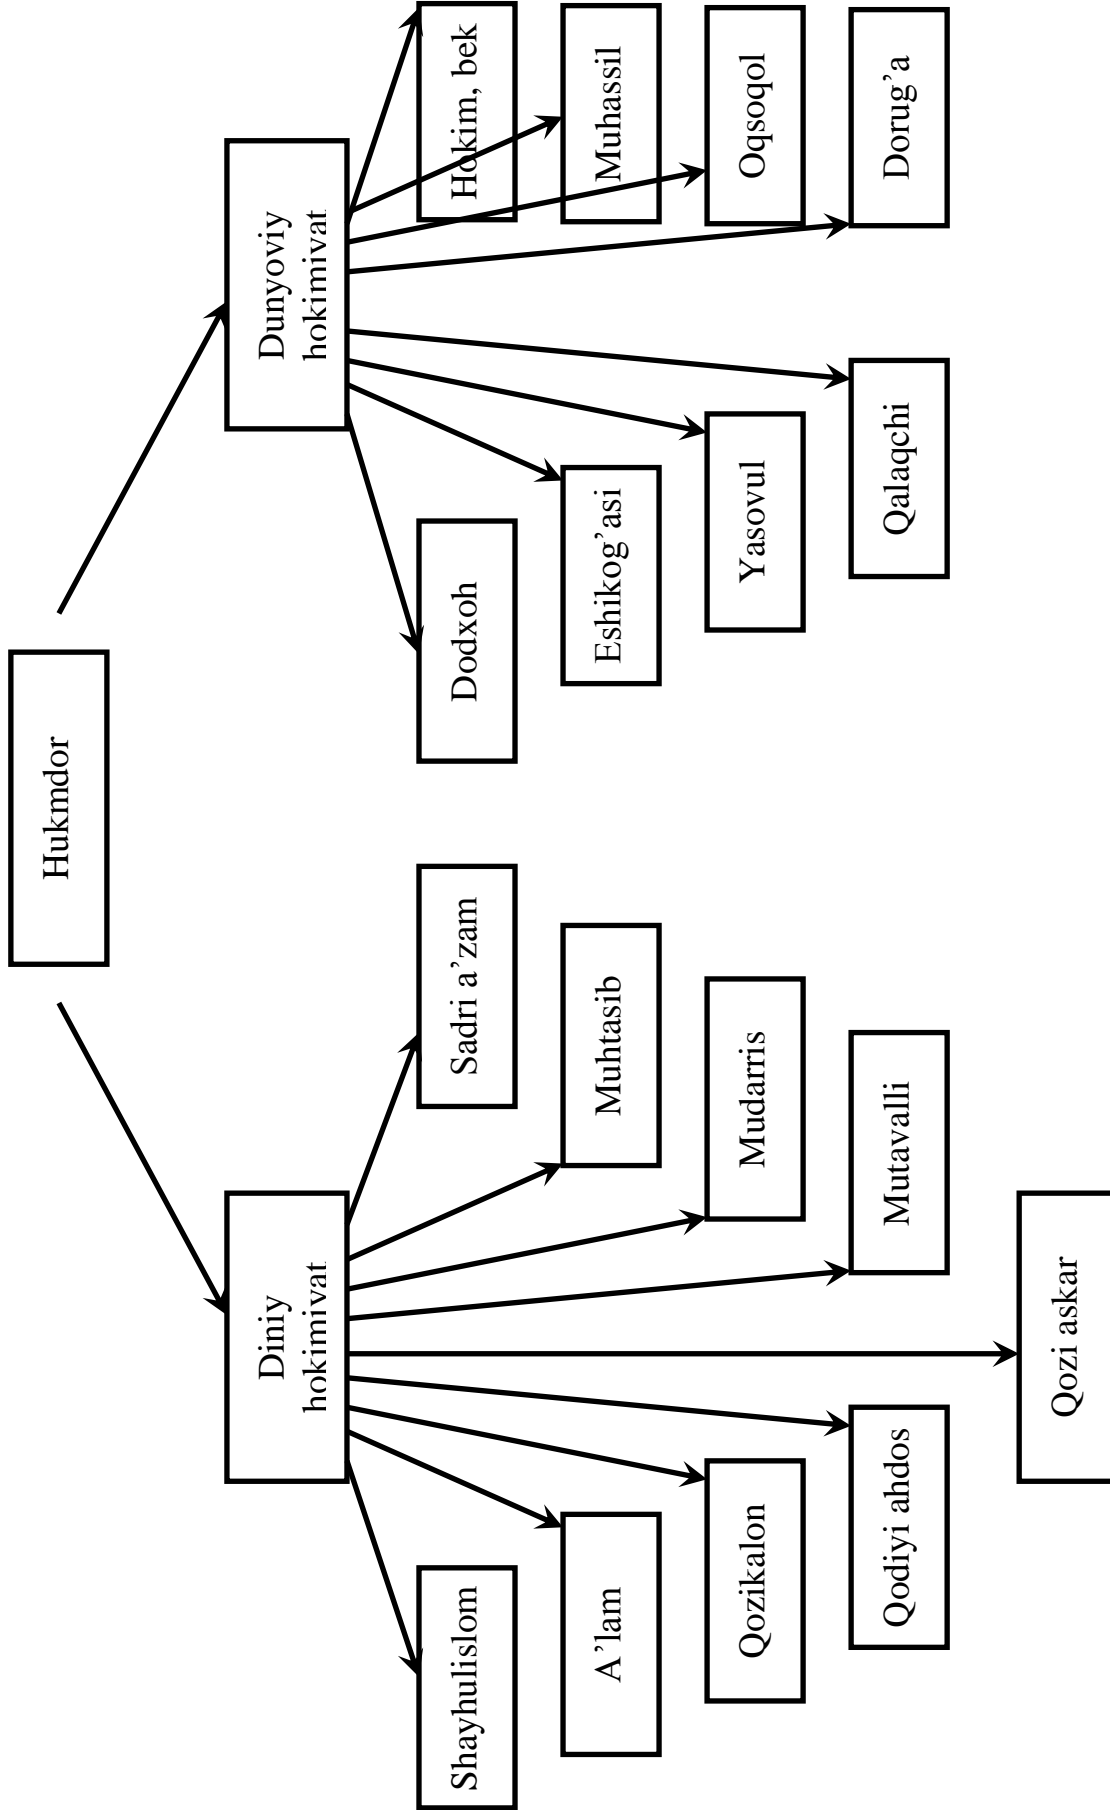 Hukmdor
Diniy
hokimiyat
Dunyoviy
hokimiyat
Shayhulislom
Sadri a’zam
Dodxoh
Hokim, bek
A’lam
Muhtasib
Eshikog’asi
Muhassil
Qozikalon
Mudarris
Yasovul
Oqsoqol
Qodiyi ahdos
Mutavalli
Qalaqchi
Dorug’a
Qozi askar